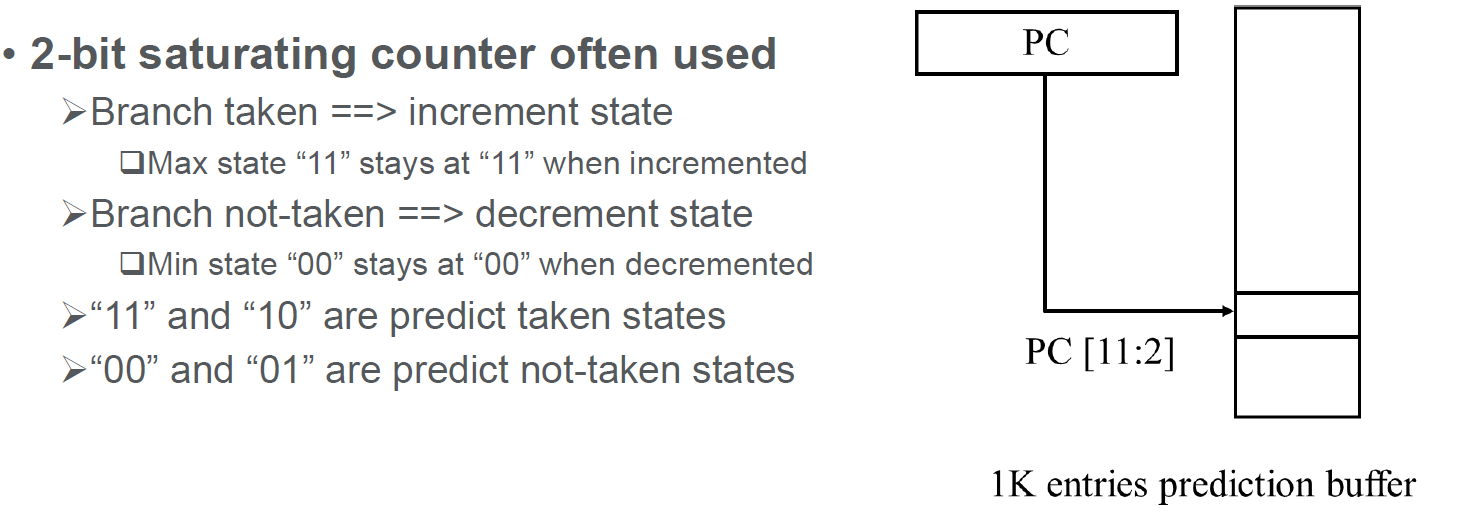 • 2-bit saturating counter often used
➢Branch taken ==> increment state
❑Max state “11” stays at “11” when incremented
➢Branch not-taken ==> decrement state
❑Min state “00” stays at “00” when decremented
➢“11” and “10” are predict taken states
➢“00” and “01” are predict not-taken states
PC
PC [11:2]
1K entries prediction buffer